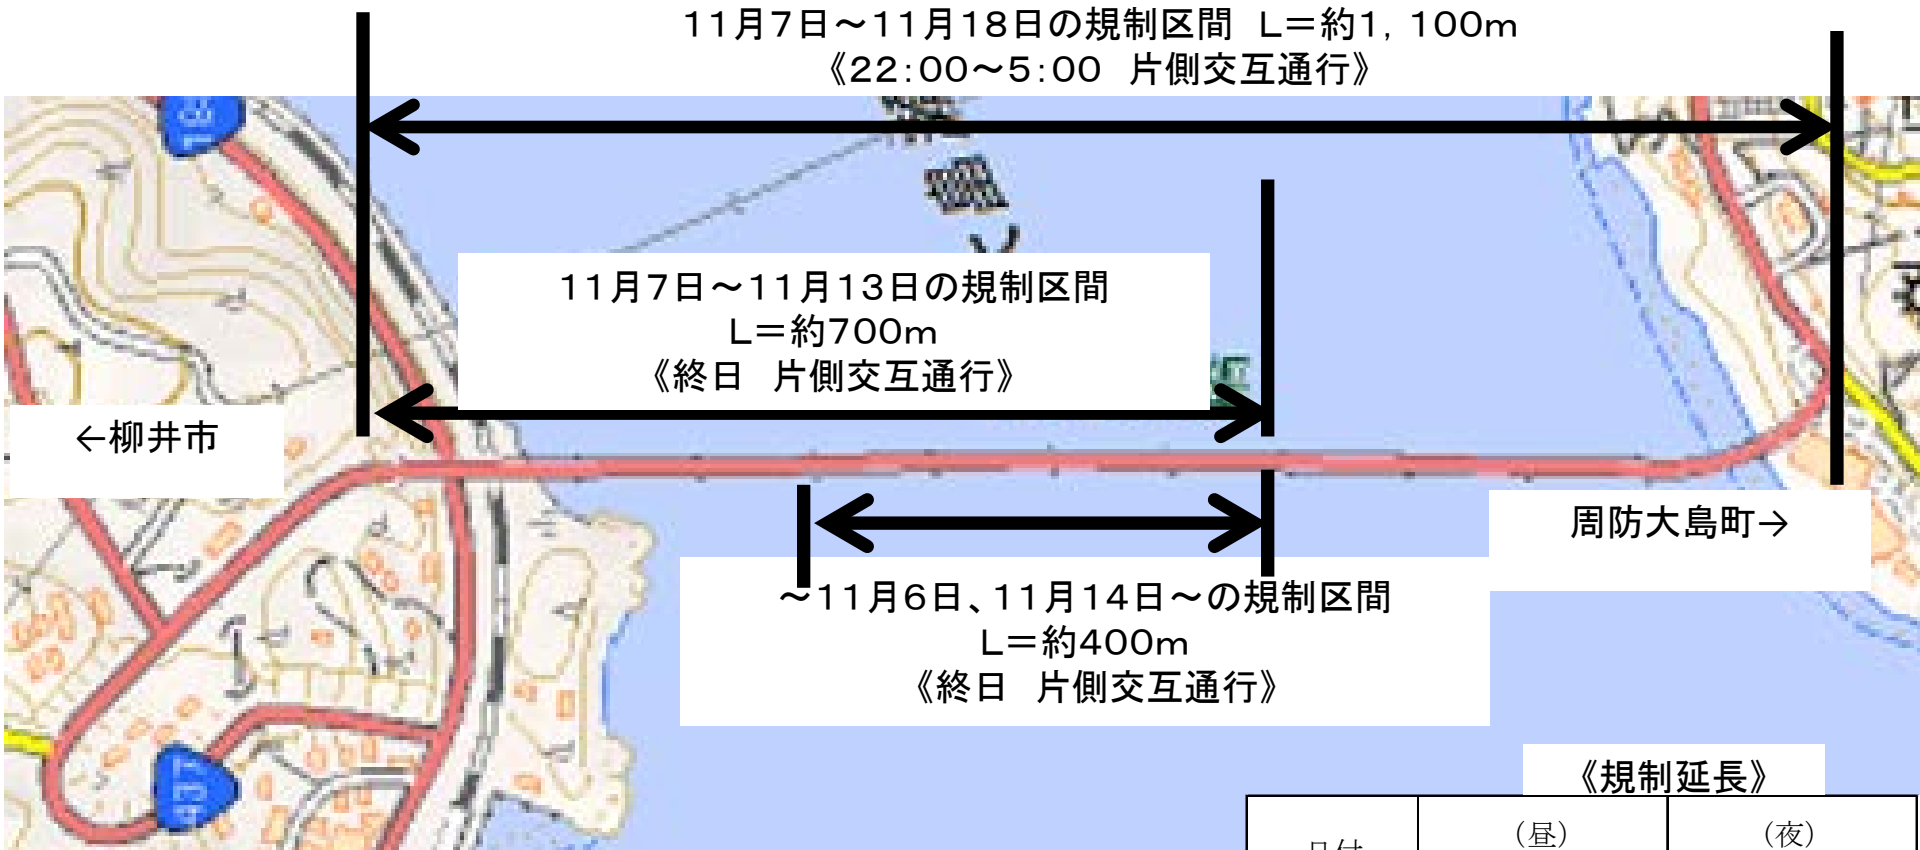 11月7日～11月18日の規制区間 L＝約1，100m
《22：00～5：00 片側交互通行》
11月7日～11月13日の規制区間
L＝約700m
《終日 片側交互通行》
←柳井市
周防大島町→
～11月6日、11月14日～の規制区間
L＝約400m
《終日 片側交互通行》
437
《規制延長》
（昼）
（夜）